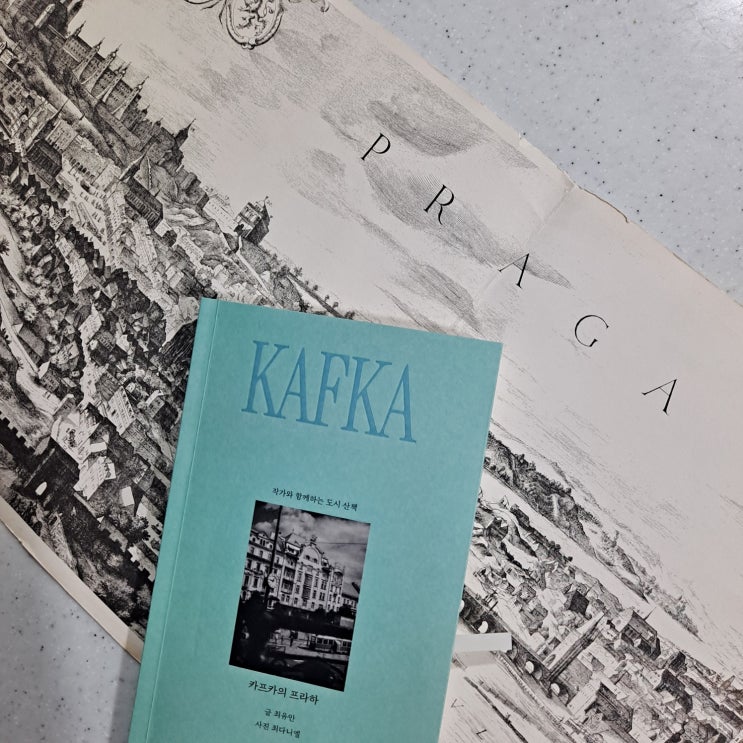 PRAGA
KAFKA
작가와 함께하는 도시 산책
카프카의 프라하
글 최유안
사진 최다니엘